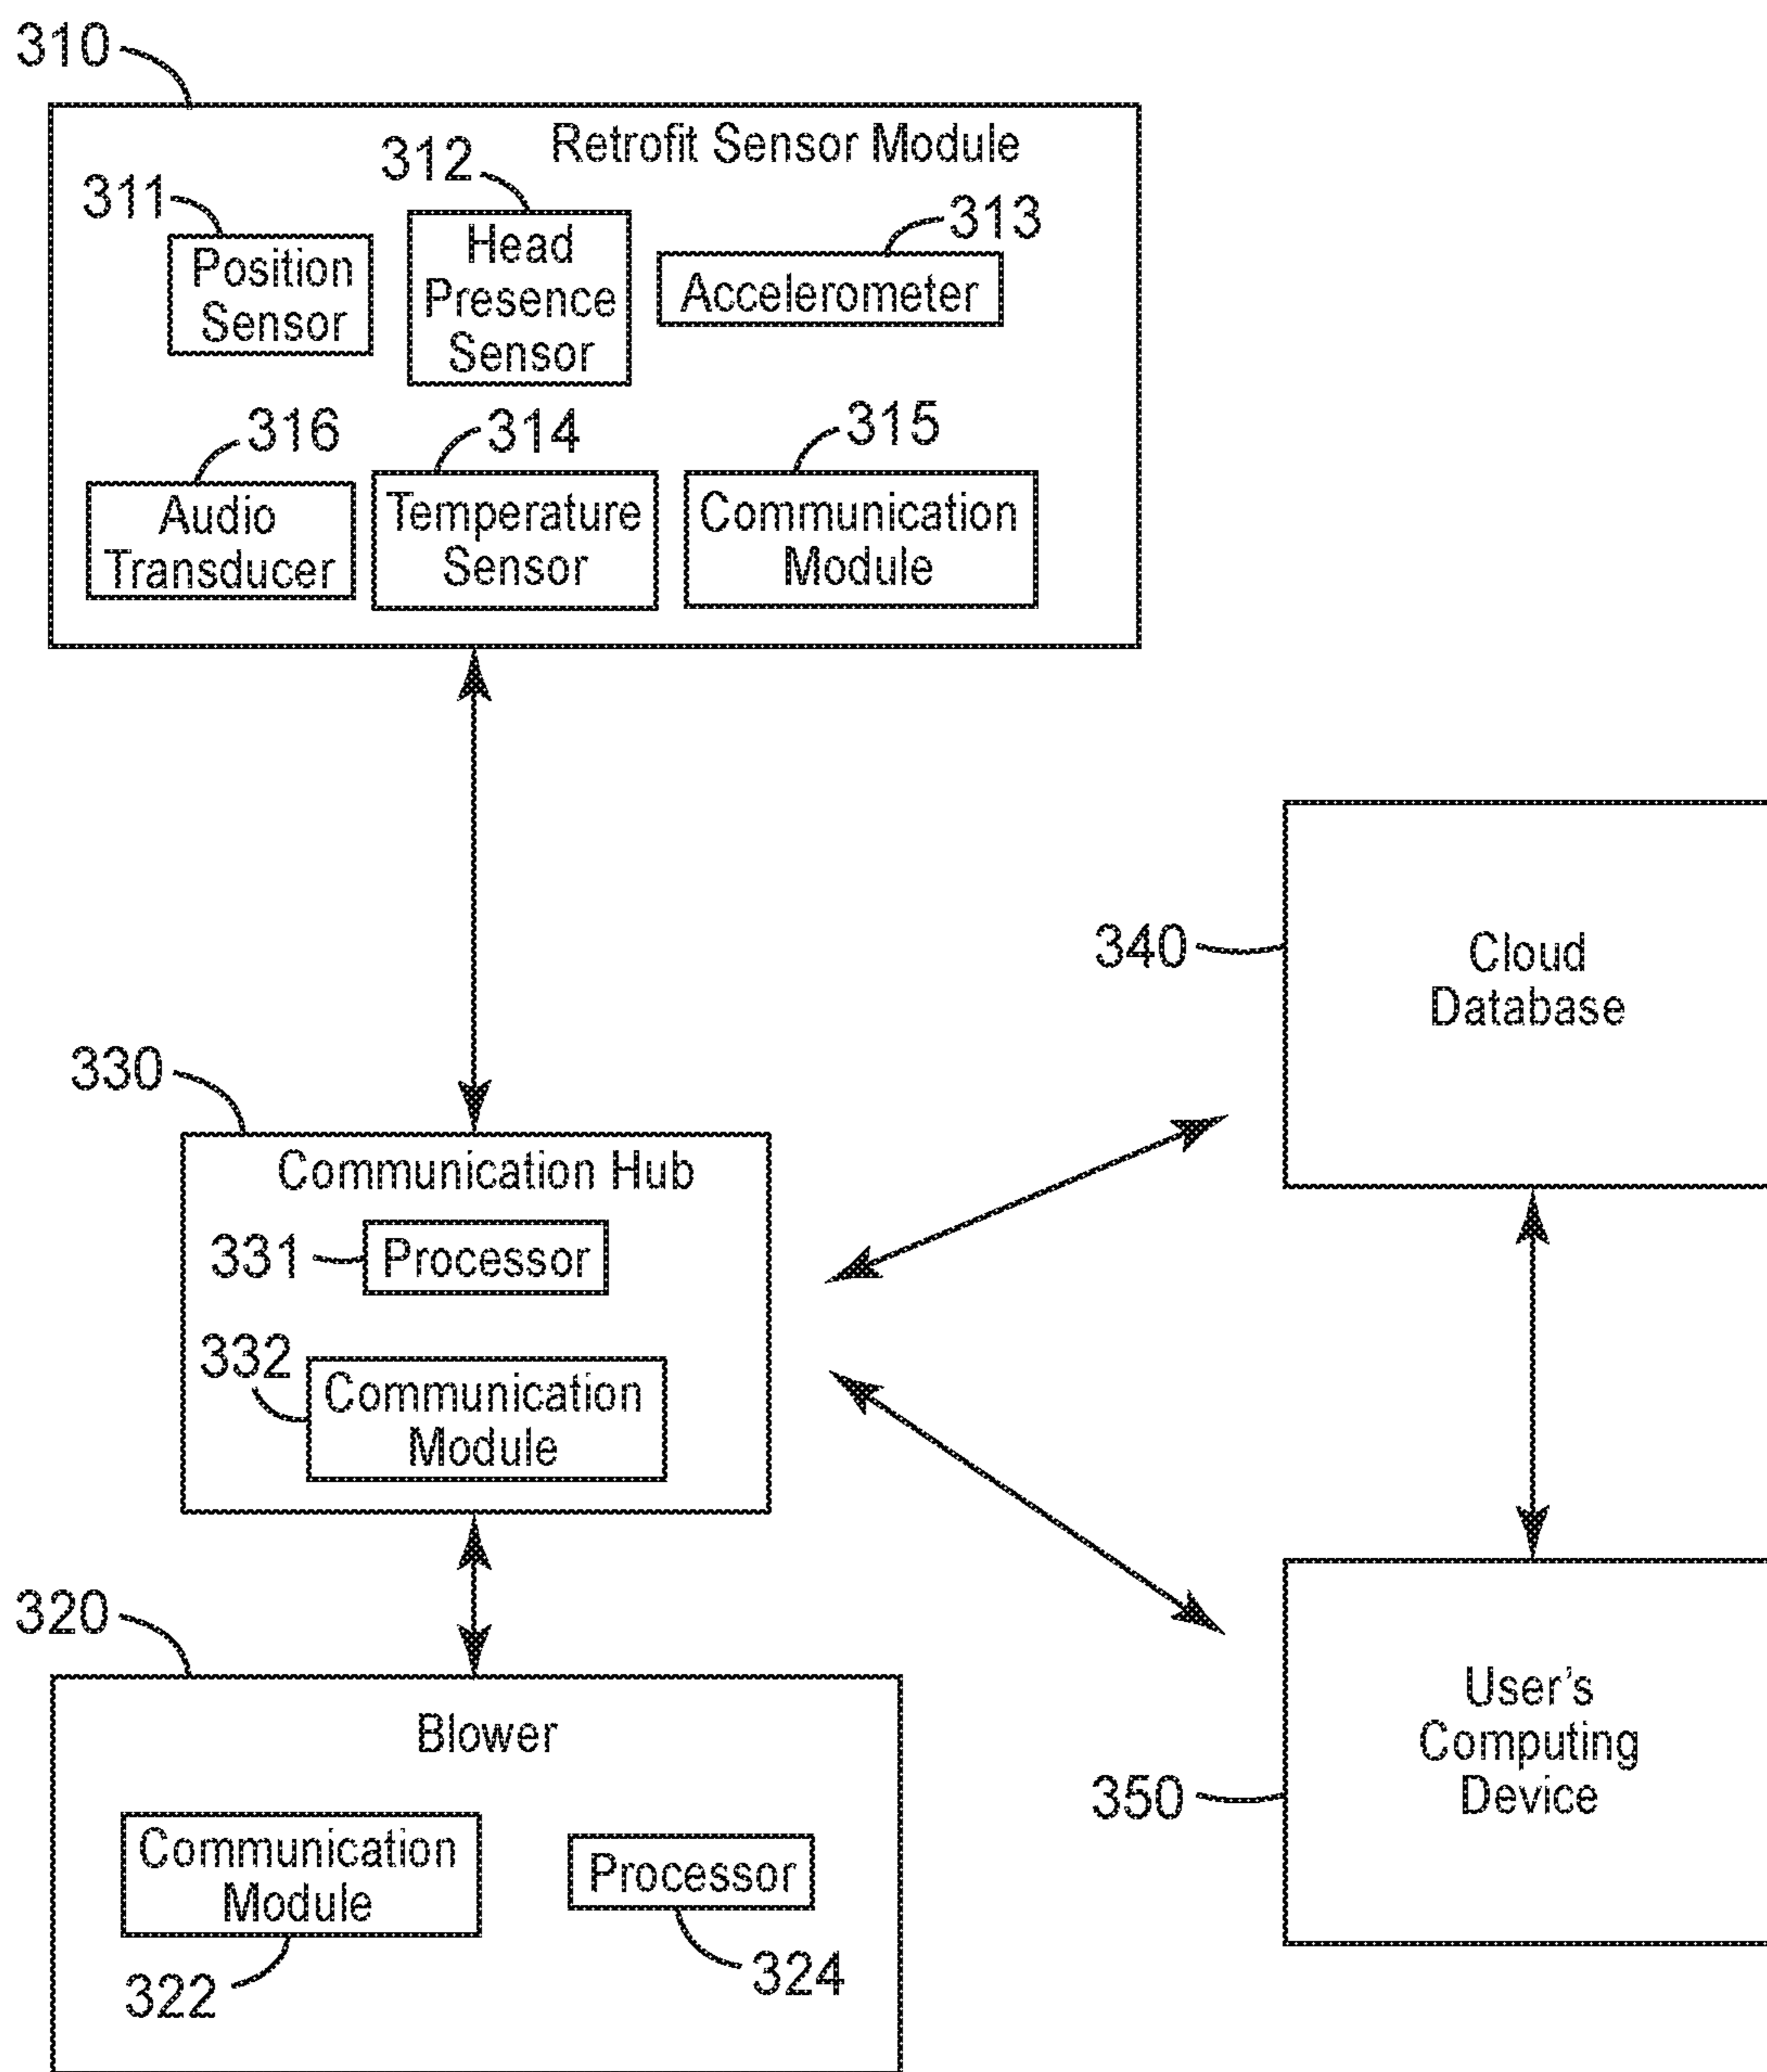 310
Retrofit Sensor Module
312
311
313
Position
Sensor
Head
Presence
Sensor
Accelerometer
316
314
315
Audio
Transducer
Temperature
Sensor
Communication
Module
340
Cloud
Database
330
Communication Hub
331
Processor
332
Communication
Module
320
Blower
Communication
Module
Processor
322
324
User's
Computing
Device
350